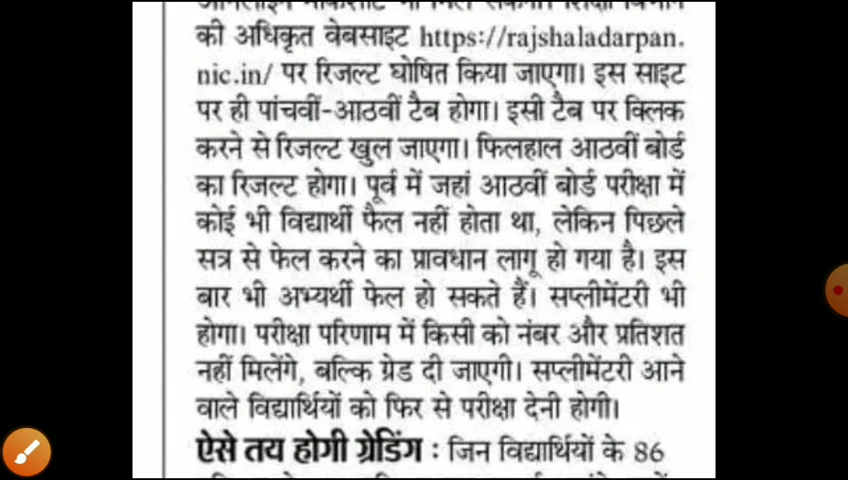 की अधिकृत वेबसाइट https://rajshaladarpan.
nic.in/ पर रिजल्ट घोषित किया जाएगा। इस साइट
पर ही पांचवीं-आठवीं टैब होगा। इसी टैब पर क्लिक
करने से रिजल्ट खुल जाएगा। फिलहाल आठवीं बोर्ड
का रिजल्ट होगा। पूर्व में जहां आठवीं बोर्ड परीक्षा में
कोई भी विद्यार्थी फैल नहीं होता था, लेकिन पिछले
सत्र से फेल करने का प्रावधान लागू हो गया है। इस
बार भी अभ्यर्थी फेल हो सकते हैं। सप्लीमेंटरी भी
होगा। परीक्षा परिणाम में किसी को नंबर और प्रतिशत
नहीं मिलेंगे, बल्कि ग्रेड दी जाएगी। सप्लीमेंटरी आने
वाले विद्यार्थियों को फिर से परीक्षा देनी होगी।
ऐसे तय होगी ग्रेडिंग : जिन विद्यार्थियों के 86